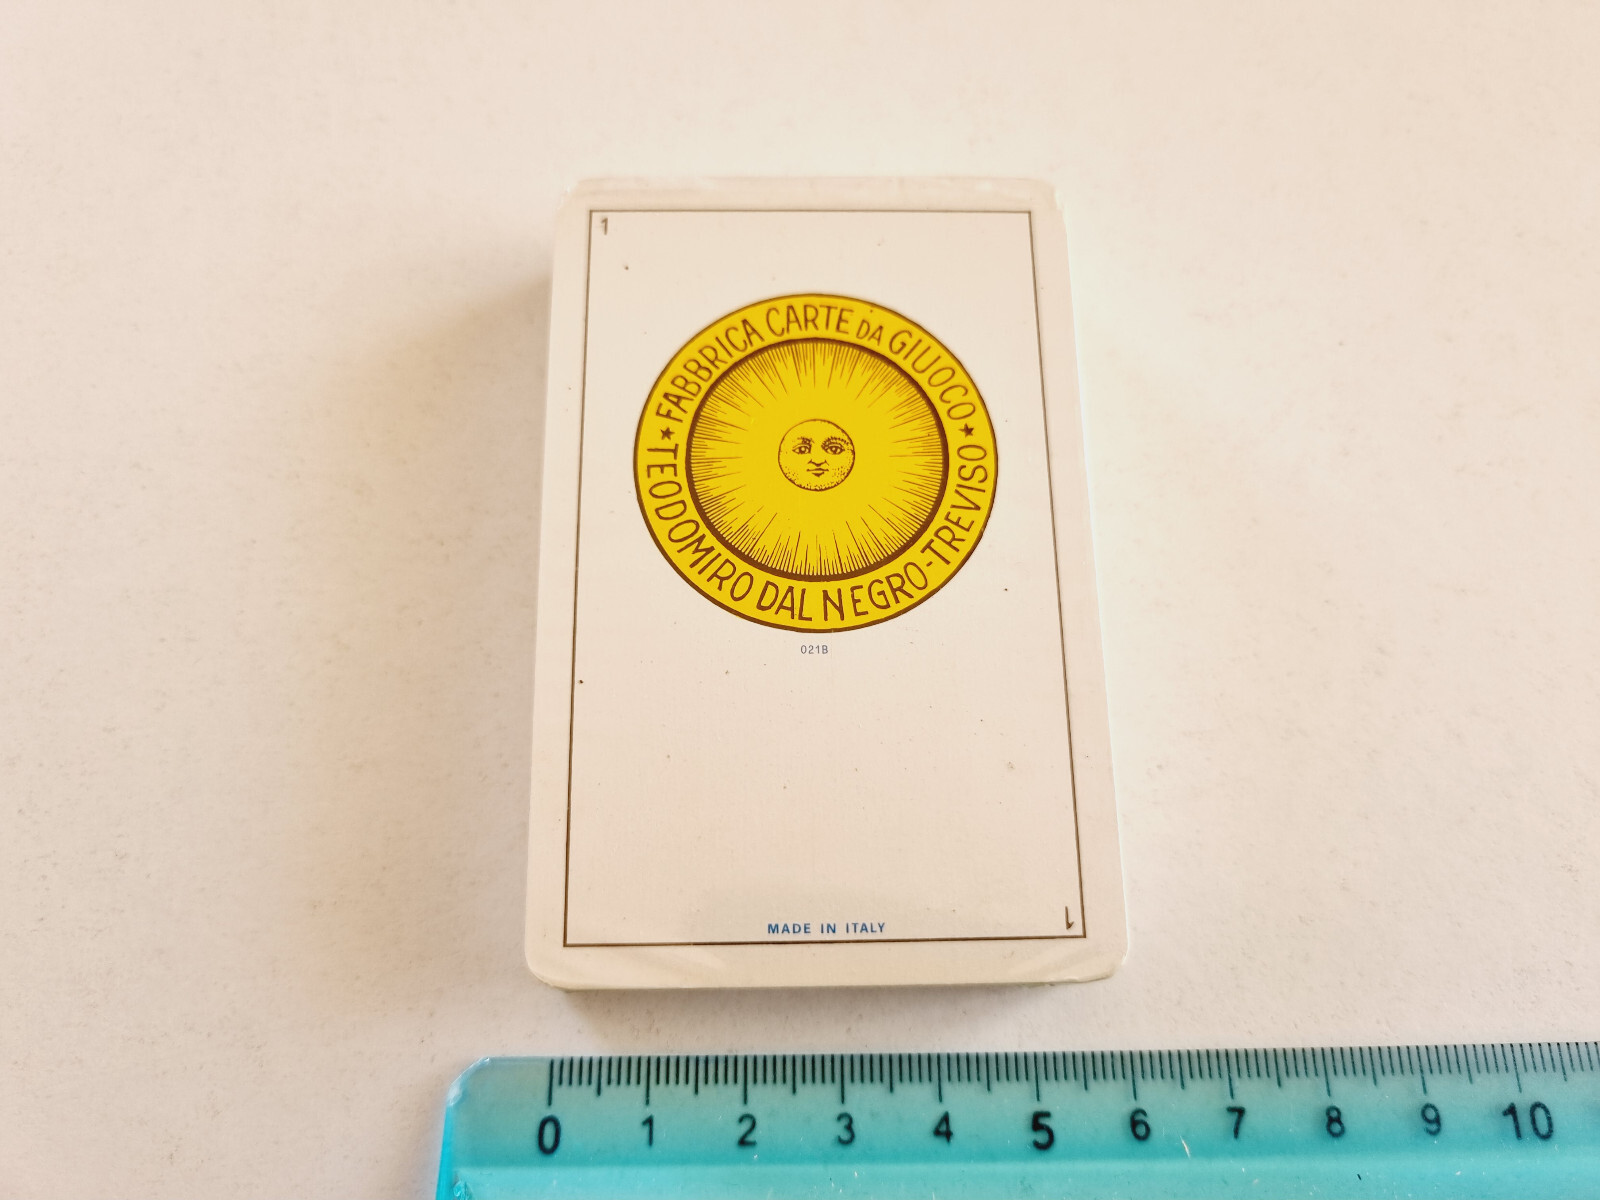 1
★ FABBRICA CARTE DA GIUOCO ★
TEODOMIRO DAL NEGRO-TREVISO
021B
MADE IN ITALY
1
0 1 2 3 4 5 6 7 8 9 10